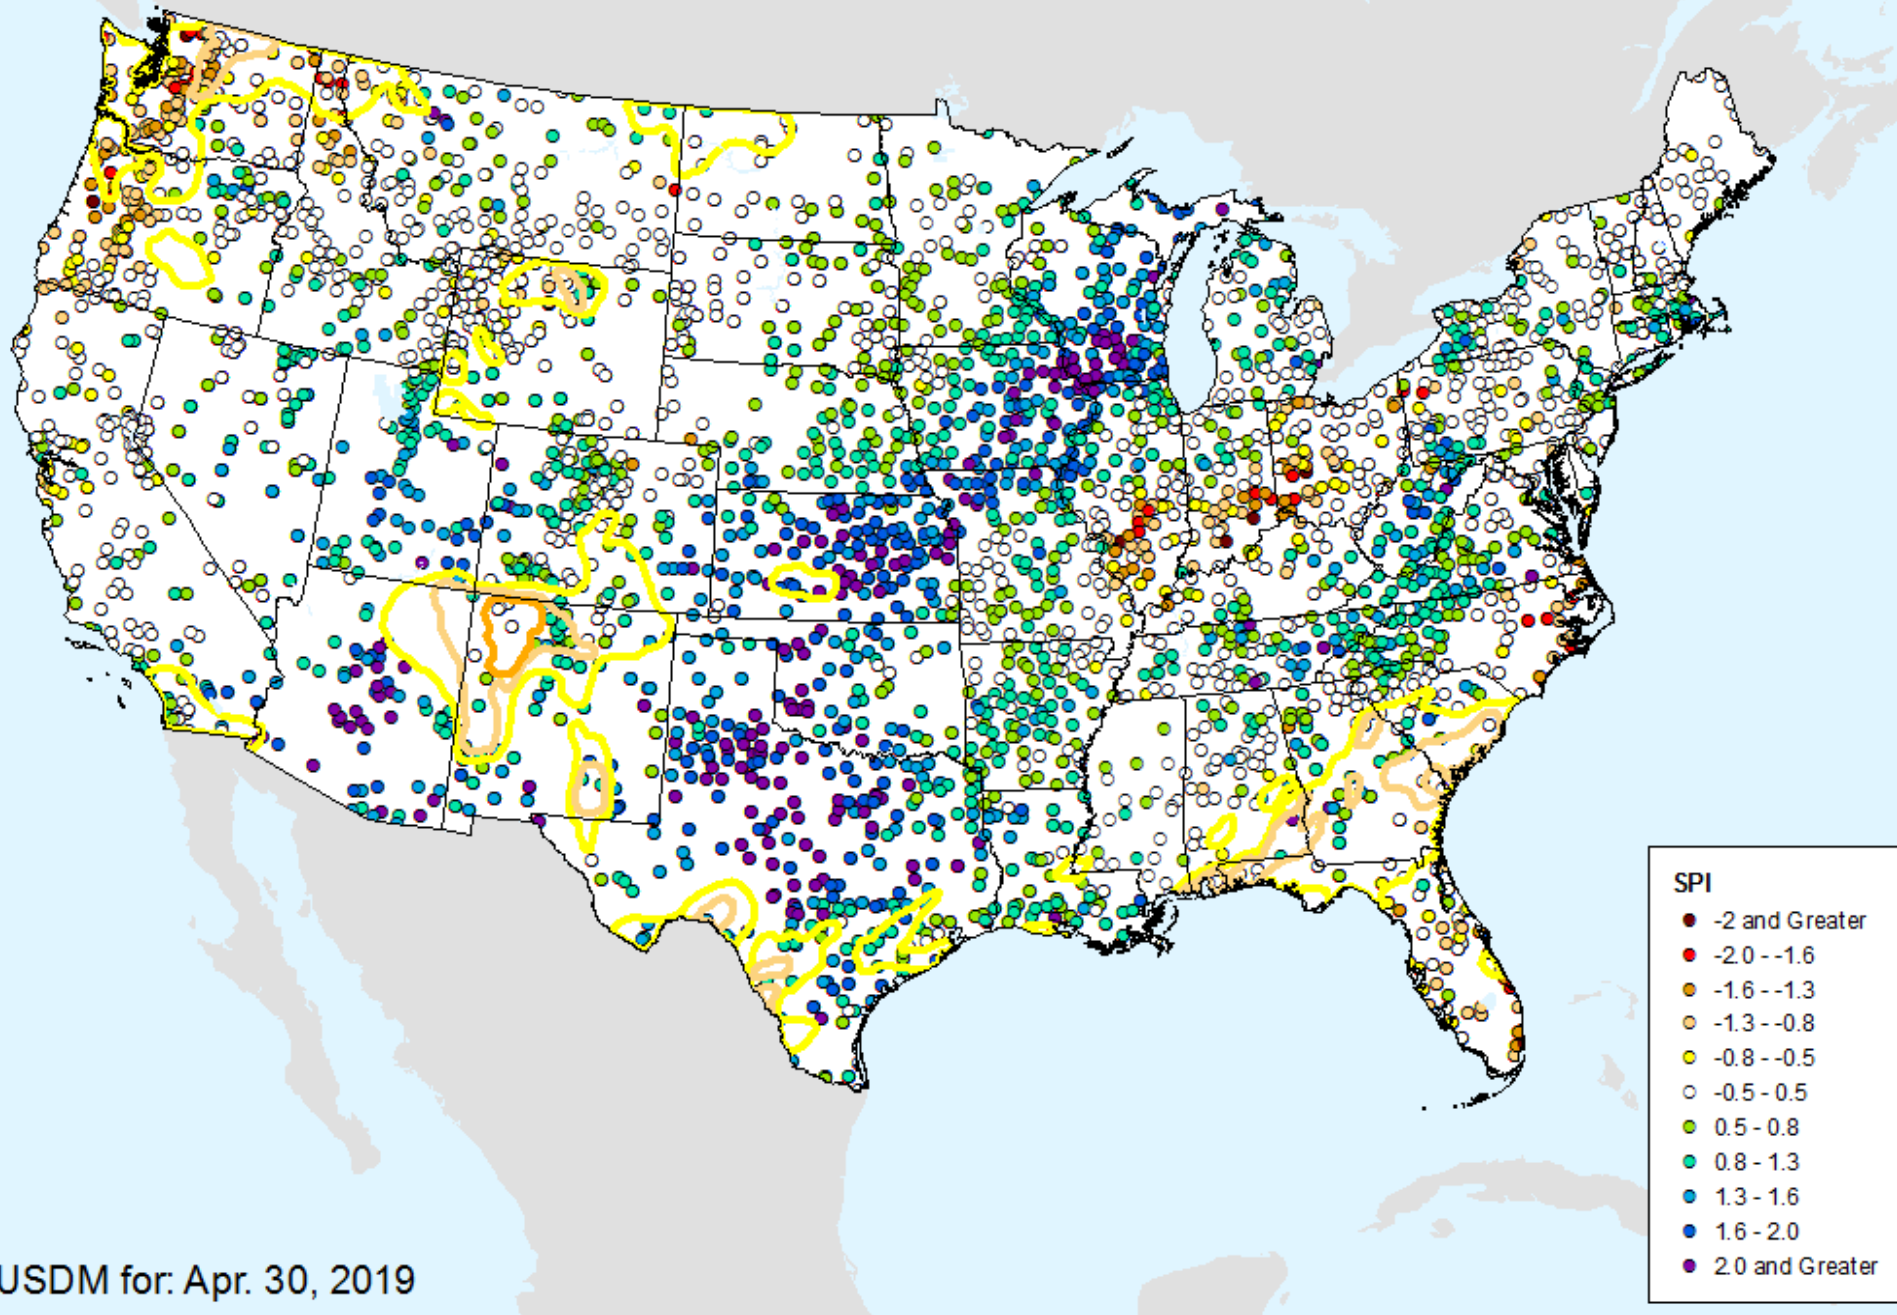 SPI
-2 and Greater
-2.0 - -1.6
-1.6 - -1.3
-1.3 - -0.8
-0.8 - -0.5
-0.5 - 0.5
0.5 - 0.8
0.8 - 1.3
1.3 - 1.6
1.6 - 2.0
2.0 and Greater
USDM for: Apr. 30, 2019